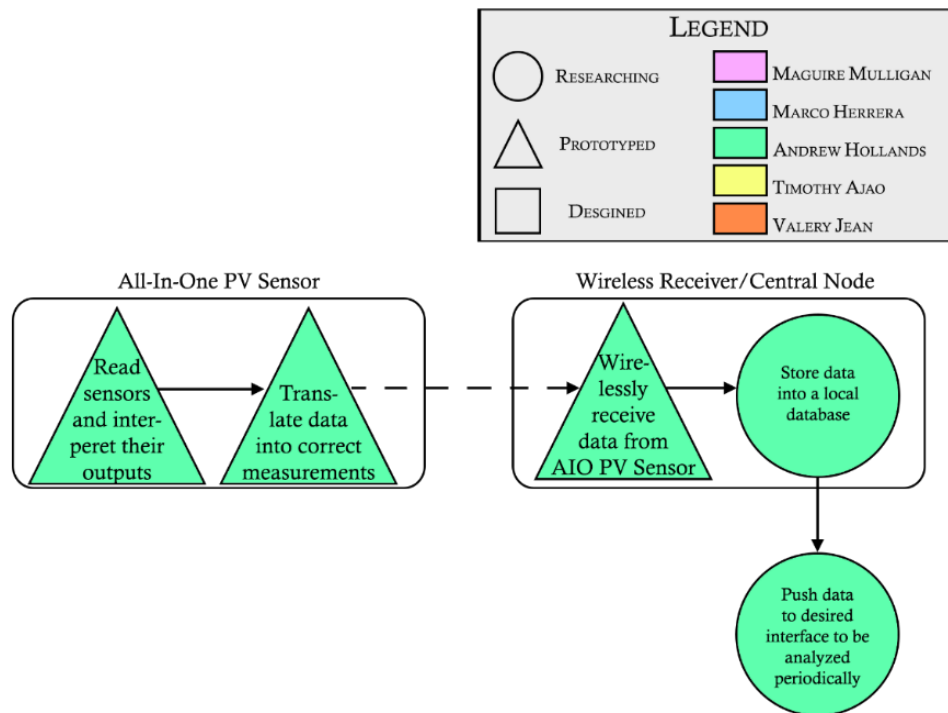 LEGEND
RESEARCHING
PROTOTYPED
DESGINED
MAGUIRE MULLIGAN
MARCO HERRERA
ANDREW HOLLANDS
TIMOTHY AJAO
VALERY JEAN
All-In-One PV Sensor
Read
sensors
and inter-
peret their
outputs
Trans-
late data
into correct
measurements
Wireless Receiver/Central Node
Wire-
lessly
receive
data from
AIO PV Sensor
Store data
into a local
database
Push data
to desired
interface to be
analyzed
periodically